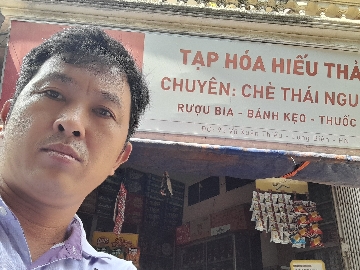 TẠP HÓA HIẾU THẢ
CHUYÊN: CHÈ THÁI NGU
RƯỢU BIA - BÁNH KẸO - THUỐC